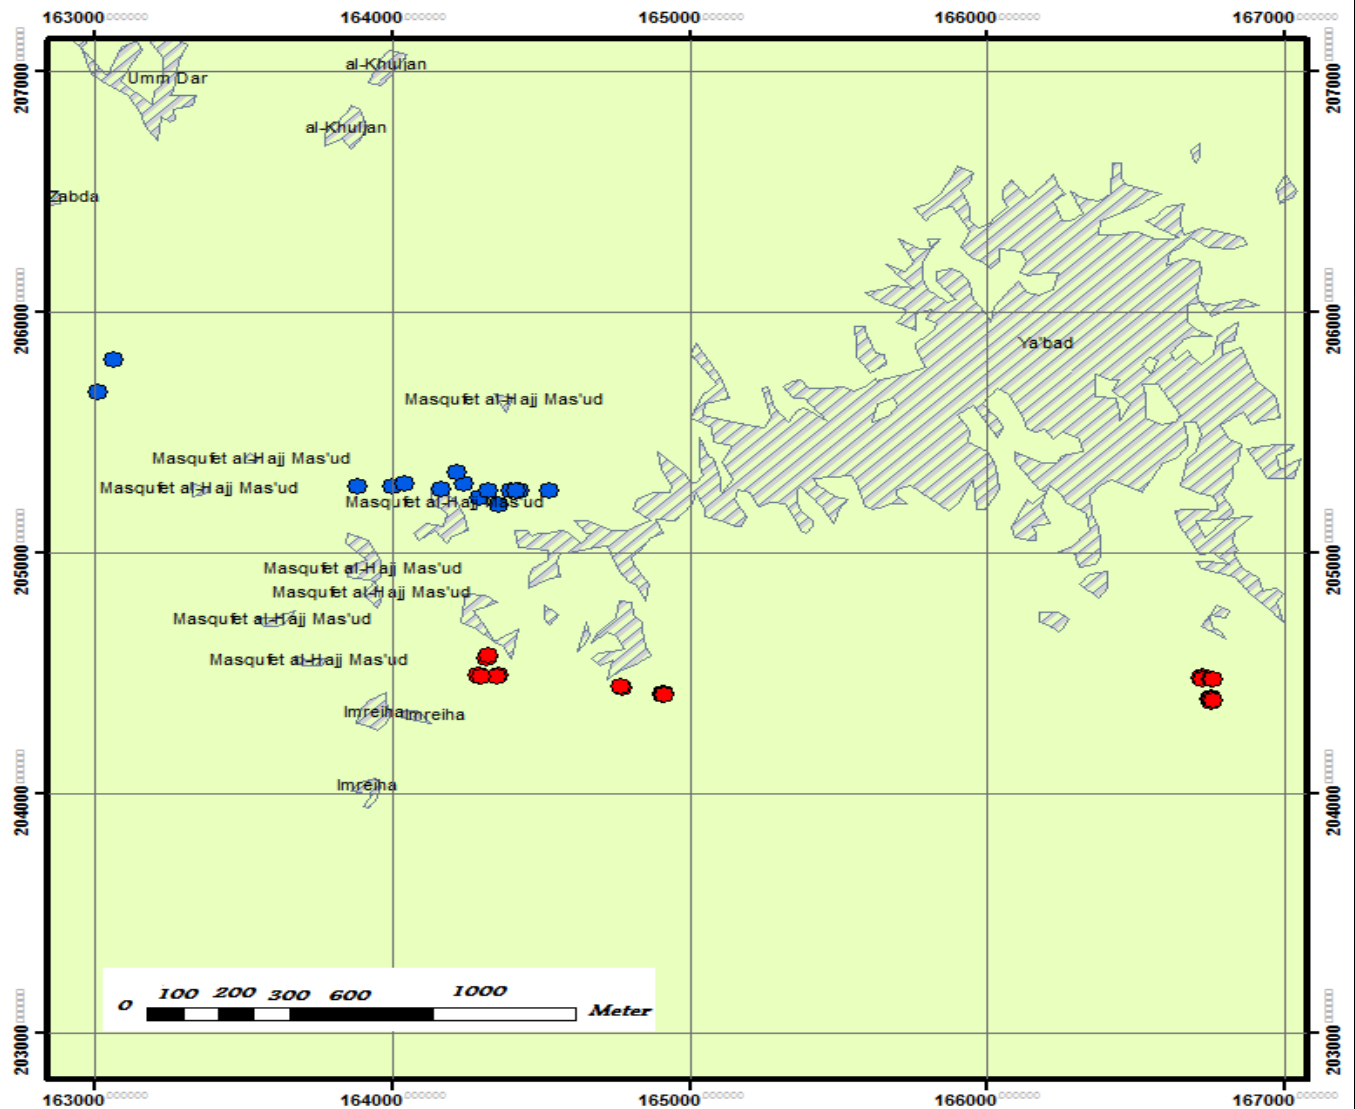 163000 164000 165000 166000 167000
207000 207000
al-Khuljan
Umm Dar
al-Khuljan
Zabda
206000 206000
Ya'bad
Masqufet al-Hajj Mas'ud
Masqufet al-Hajj Mas'ud
Masqufet al-Hajj Mas'ud
Masqufet al-Hajj Mas'ud
205000 205000
Masqufet al-Hajj Mas'ud
Masqufet al-Hajj Mas'ud
Masqufet al-Hajj Mas'ud
Masqufet al-Hajj Mas'ud
Imreiha Imreiha
Imreiha
204000 204000
0 100 200 300 600 1000 Meter
203000 203000
163000 164000 165000 166000 167000